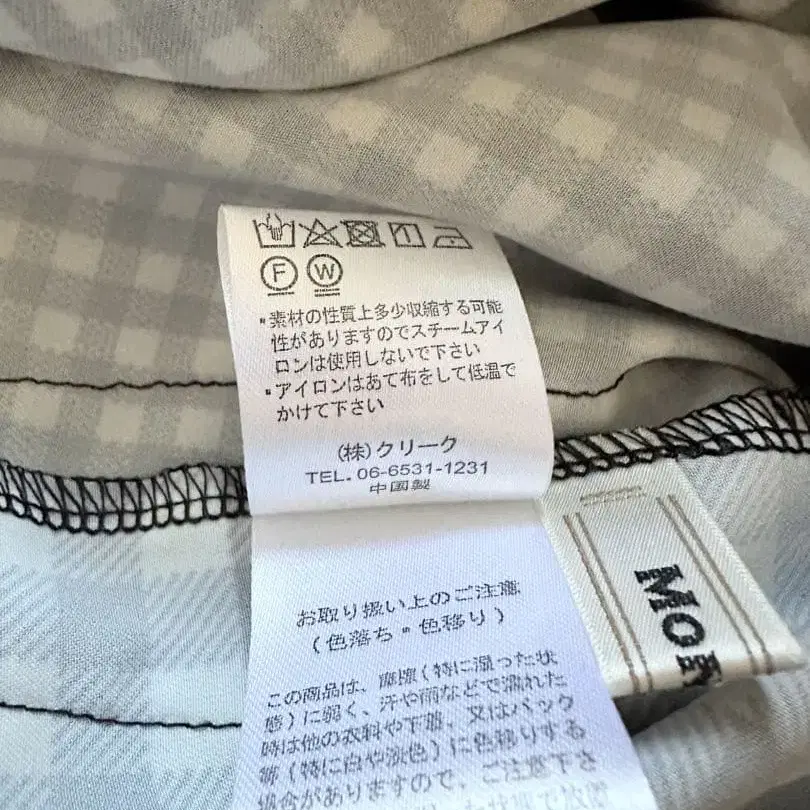 F W
・素材の性質上多少収縮する可能
性がありますのでスチームアイ
ロンは使用しないで下さい
・アイロンはあて布をして低温で
かけて下さい
(株)クリーク
TEL.06-6531-1231
中国製
お取り扱い上のご注意
(色落ち・色移り)
この商品は、摩擦(特に湿った状
態)に弱く、汗や雨などで濡れた
時は他の衣料や下着、又はバック
等(特に白や淡色)に色移りする
場合がありますので、ご注意下さ
MOR